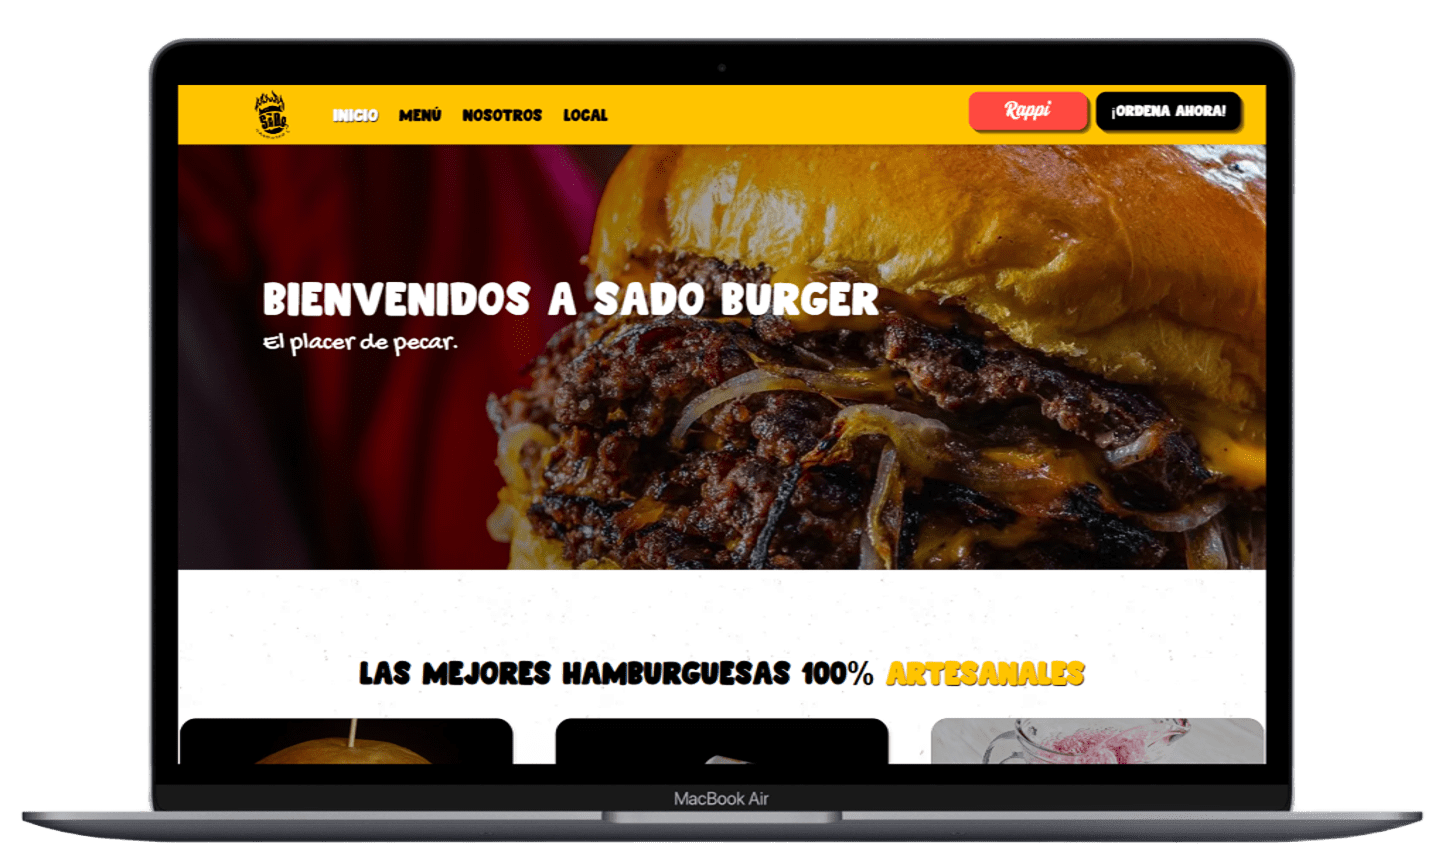 SADO
INICIO MENÚ NOSOTROS LOCAL
Rappi
¡ORDENA AHORA!
BIENVENIDOS A SADO BURGER
El placer de pecar.
LAS MEJORES HAMBURGUESAS 100% ARTESANALES
MacBook Air